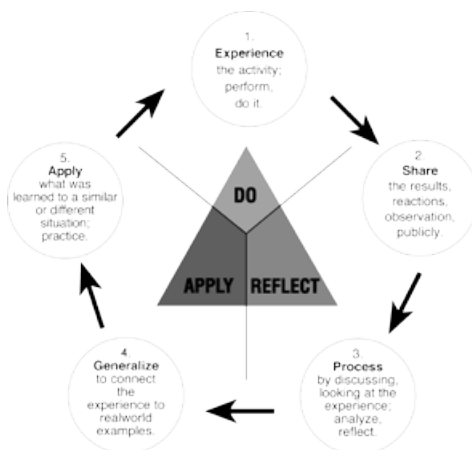 1.
Experience
the activity;
perform,
do it.
2.
Share
the results,
reactions,
observation,
publicly.
3.
Process
by discussing,
looking at the
experience;
analyze,
reflect.
4.
Generalize
to connect
the
experience to
realworld
examples.
5.
Apply
what was
learned to a similar
or different
situation;
practice.
DO
APPLY
REFLECT